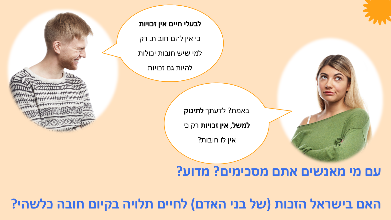 לבעלי חיים אין זכויות
כי אין להם חובות. רק
למי שיש חובות יכולות
להיות גם זכויות.
באמת? לדעתך לתינוק
למשל, אין זכויות רק כי
אין לו חובות?
עם מי מאנשים אתם מסכימים? מדוע?
האם בישראל הזכות (של בני האדם) לחיים תלויה בקיום חובה כלשהי?